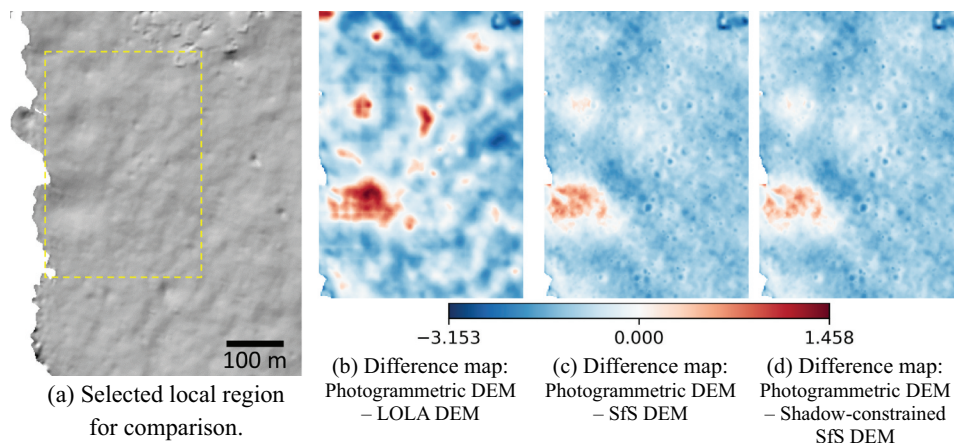 100 m
−3.153
0.000
1.458
(a) Selected local region
for comparison.
(b) Difference map:
Photogrammetric DEM
– LOLA DEM
(c) Difference map:
Photogrammetric DEM
– SfS DEM
(d) Difference map:
Photogrammetric DEM
– Shadow-constrained
SfS DEM